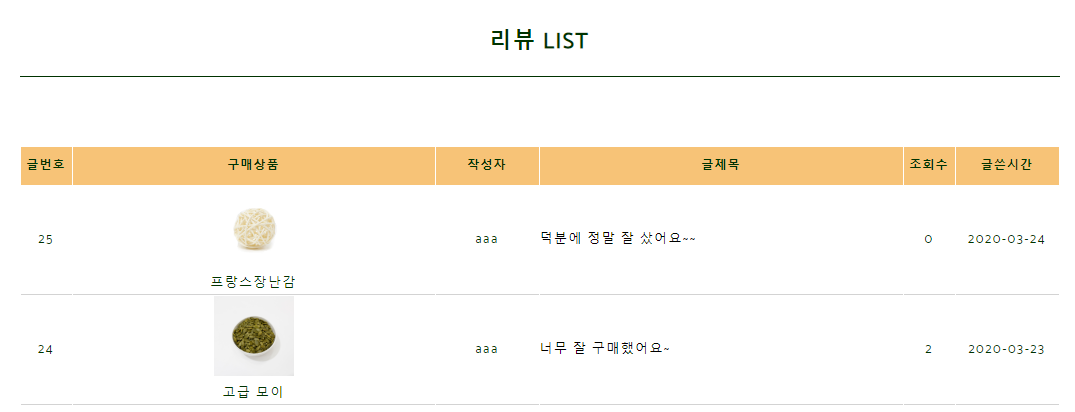 리뷰 LIST
글번호 구매상품 작성자 글제목 조회수 글쓴시간
25 aaa 덕분에 정말 잘 샀어요~~ 0 2020-03-24
프랑스장난감
24 aaa 너무 잘 구매했어요~ 2 2020-03-23
고급 모이